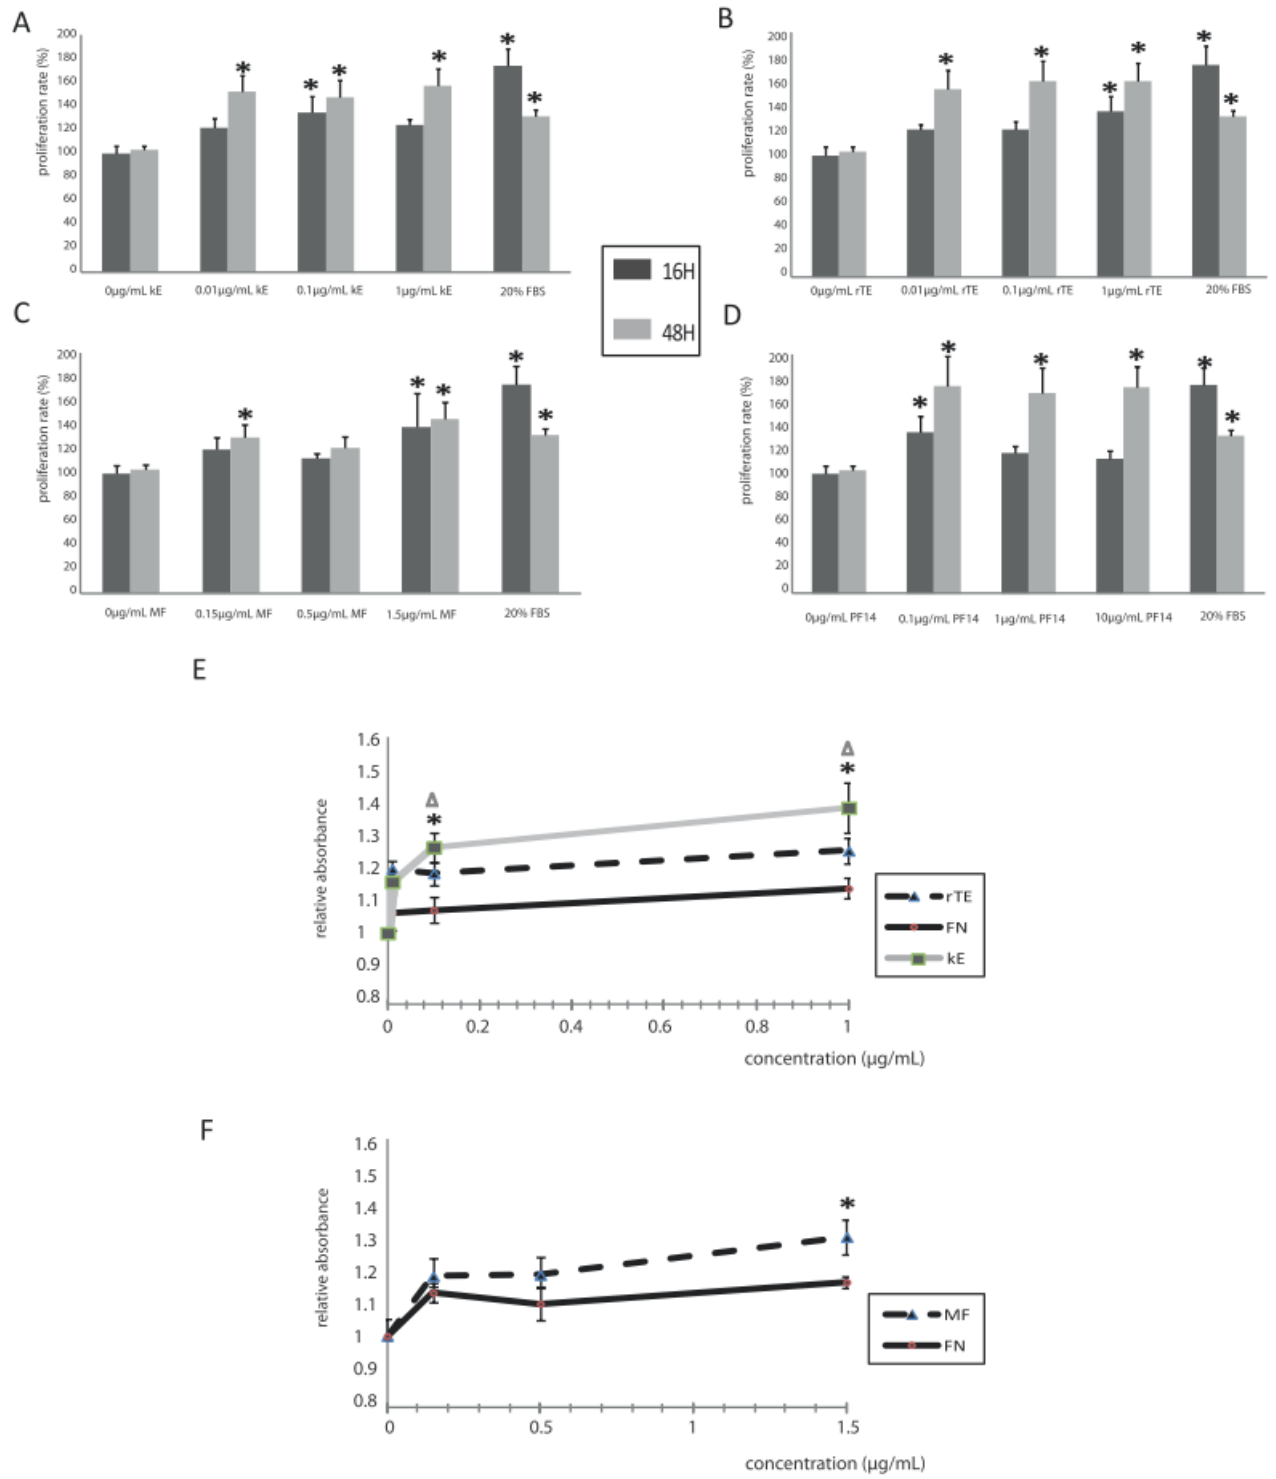 A
proliferation rate (%)
200
180
160
140
120
100
80
60
40
20
0
* * * * * *
0µg/mL kE 0.01µg/mL kE 0.1µg/mL kE 1µg/mL kE 20% FBS
B
proliferation rate (%)
200
180
160
140
120
100
80
60
40
20
0
* * * * * *
0µg/mL rTE 0.01µg/mL rTE 0.1µg/mL rTE 1µg/mL rTE 20% FBS
16H
48H
C
proliferation rate (%)
200
180
160
140
120
100
80
60
40
20
0
* * * * *
0µg/mL MF 0.15µg/mL MF 0.5µg/mL MF 1.5µg/mL MF 20% FBS
D
proliferation rate (%)
200
180
160
140
120
100
80
60
40
20
0
* * * * * *
0µg/mL PF14 0.1µg/mL PF14 1µg/mL PF14 10µg/mL PF14 20% FBS
E
relative absorbance
1.6
1.5
1.4
1.3
1.2
1.1
1
0.9
0.8
Δ Δ
* *
0 0.2 0.4 0.6 0.8 1
concentration (µg/mL)
rTE
FN
kE
F
relative absorbance
1.6
1.5
1.4
1.3
1.2
1.1
1
0.9
0.8
*
0 0.5 1 1.5
concentration (µg/mL)
MF
FN